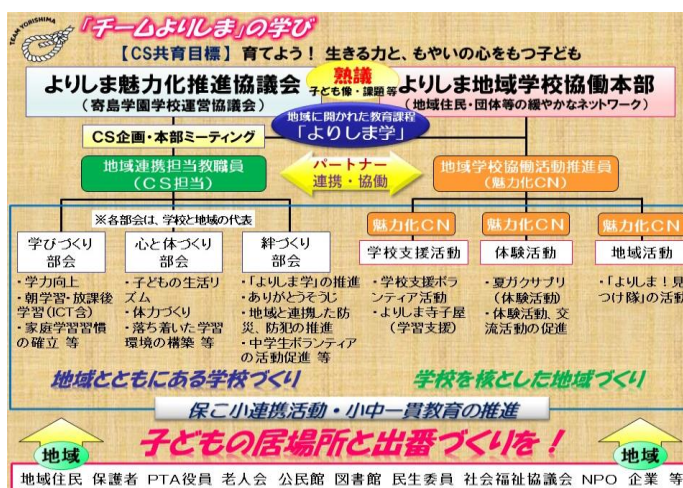 TEAM YORISHIMA
「チームよりしま」の学び
【CS共育目標】 育てよう！ 生きる力と、もやいの心をもつ子ども
よりしま魅力化推進協議会
（寄島学園学校運営協議会）
熟議
子ども像・課題等
よりしま地域学校協働本部
（地域住民・団体等の緩やかなネットワーク）
地域に開かれた教育課程
「よりしま学」
CS企画・本部ミーティング
地域連携担当教職員
（CS担当）
パートナー
連携・協働
地域学校協働活動推進員
（魅力化CN）
※各部会は、学校と地域の代表
学びづくり
部会
・学力向上
・朝学習・放課後
学習（ICT含）
・家庭学習習慣
の確立 等
心と体づくり
部会
・子どもの生活リ
ズム
・体力づくり
・落ち着いた学習
環境の構築 等
絆づくり
部会
・「よりしま学」の推進
・ありがとうそうじ
・地域と連携した防
災、防犯の推進
・中学生ボランティア
の活動促進 等
魅力化CN
学校支援活動
・学校支援ボラ
ンティア活動
・よりしま寺子屋
（学習支援）
魅力化CN
体験活動
・夏ガクサプリ
（体験活動）
・体験活動、交
流活動の促進
魅力化CN
地域活動
・「よりしま！見
つけ隊」の活動
地域とともにある学校づくり
学校を核とした地域づくり
保こ小連携活動・小中一貫教育の推進
子どもの居場所と出番づくりを！
地域
地域
地域住民 保護者 PTA役員 老人会 公民館 図書館 民生委員 社会福祉協議会 NPO 企業 等